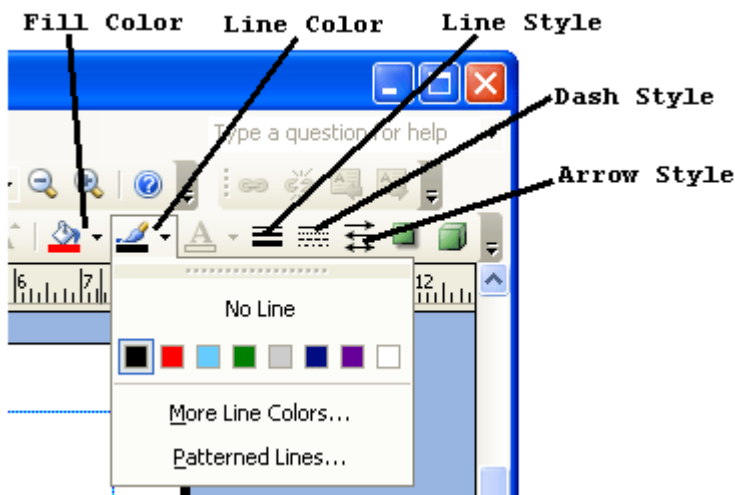 Fill Color Line Color Line Style
Dash Style
Type a question for help
Arrow Style
A
6 7 12
No Line
More Line Colors...
Patterned Lines...